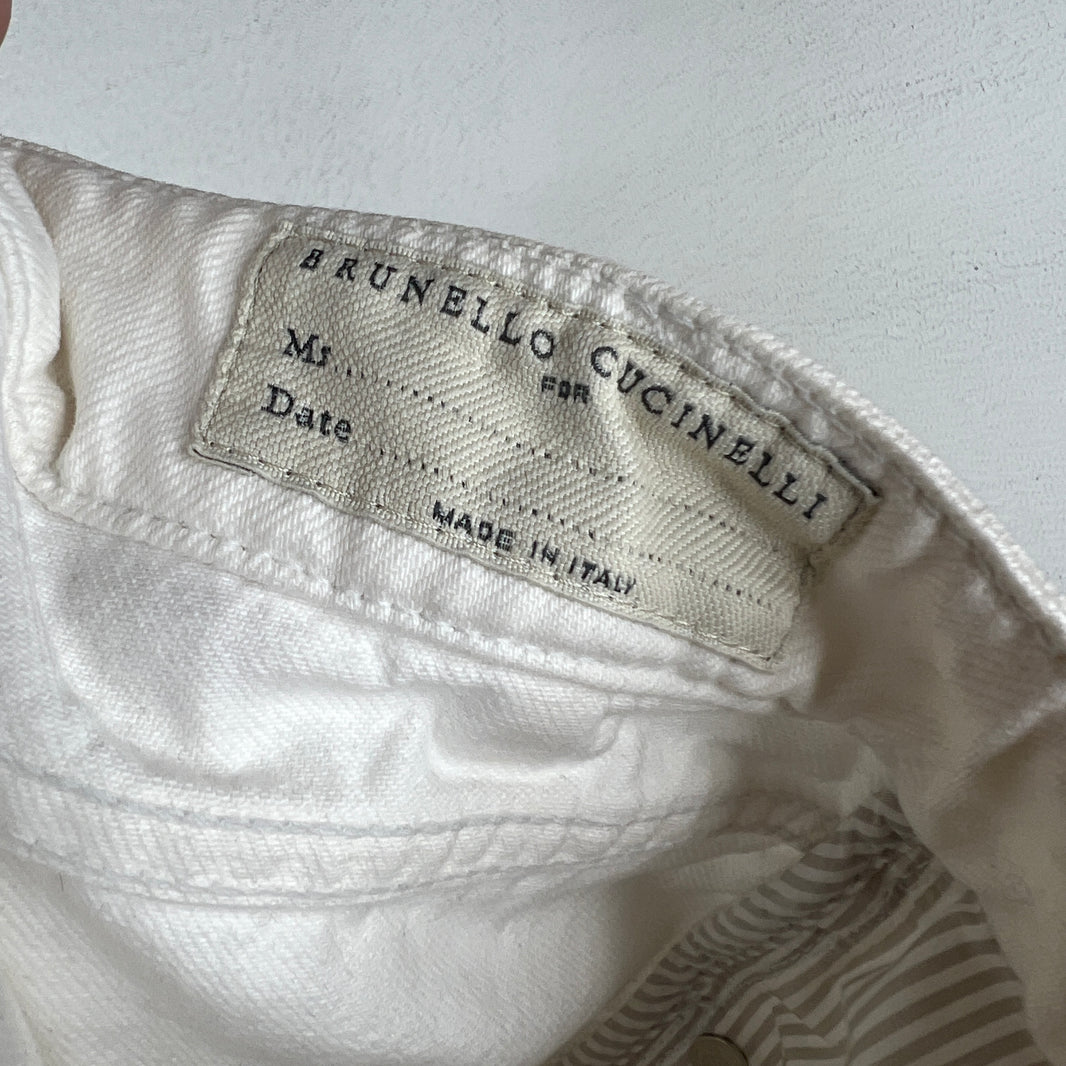 BRUNELLO CUCINELLI
FOR
Ms..............................
Date..............................
MADE IN ITALY